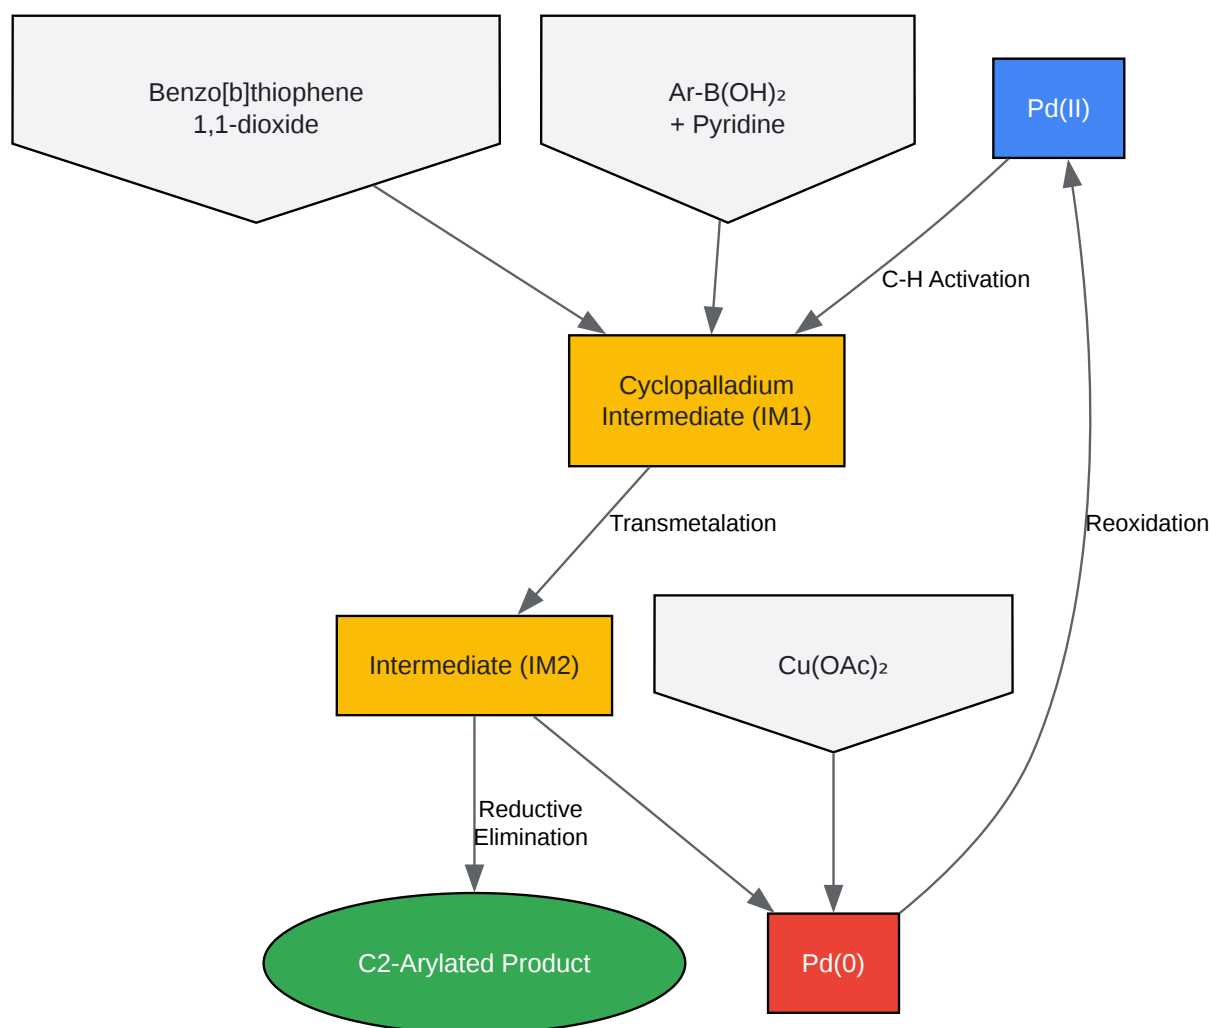 Benzo[b]thiophene
1,1-dioxide
Ar-B(OH)₂
+ Pyridine
Pd(II)
C-H Activation
Cyclopalladium
Intermediate (IM1)
Transmetalation
Reoxidation
Intermediate (IM2)
Cu(OAc)₂
Reductive
Elimination
C2-Arylated Product
Pd(0)